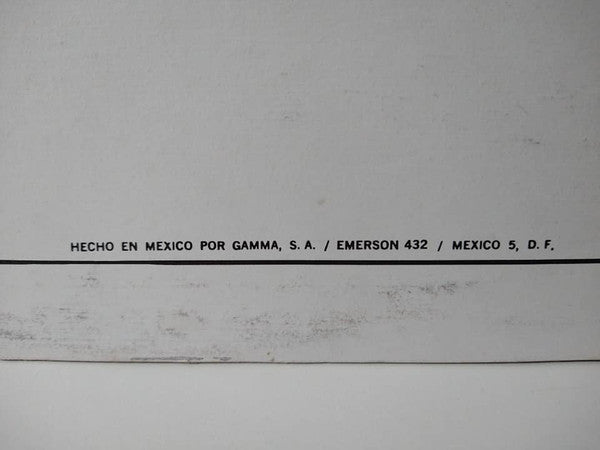 HECHO EN MEXICO POR GAMMA, S. A. / EMERSON 432 / MEXICO 5, D. F.